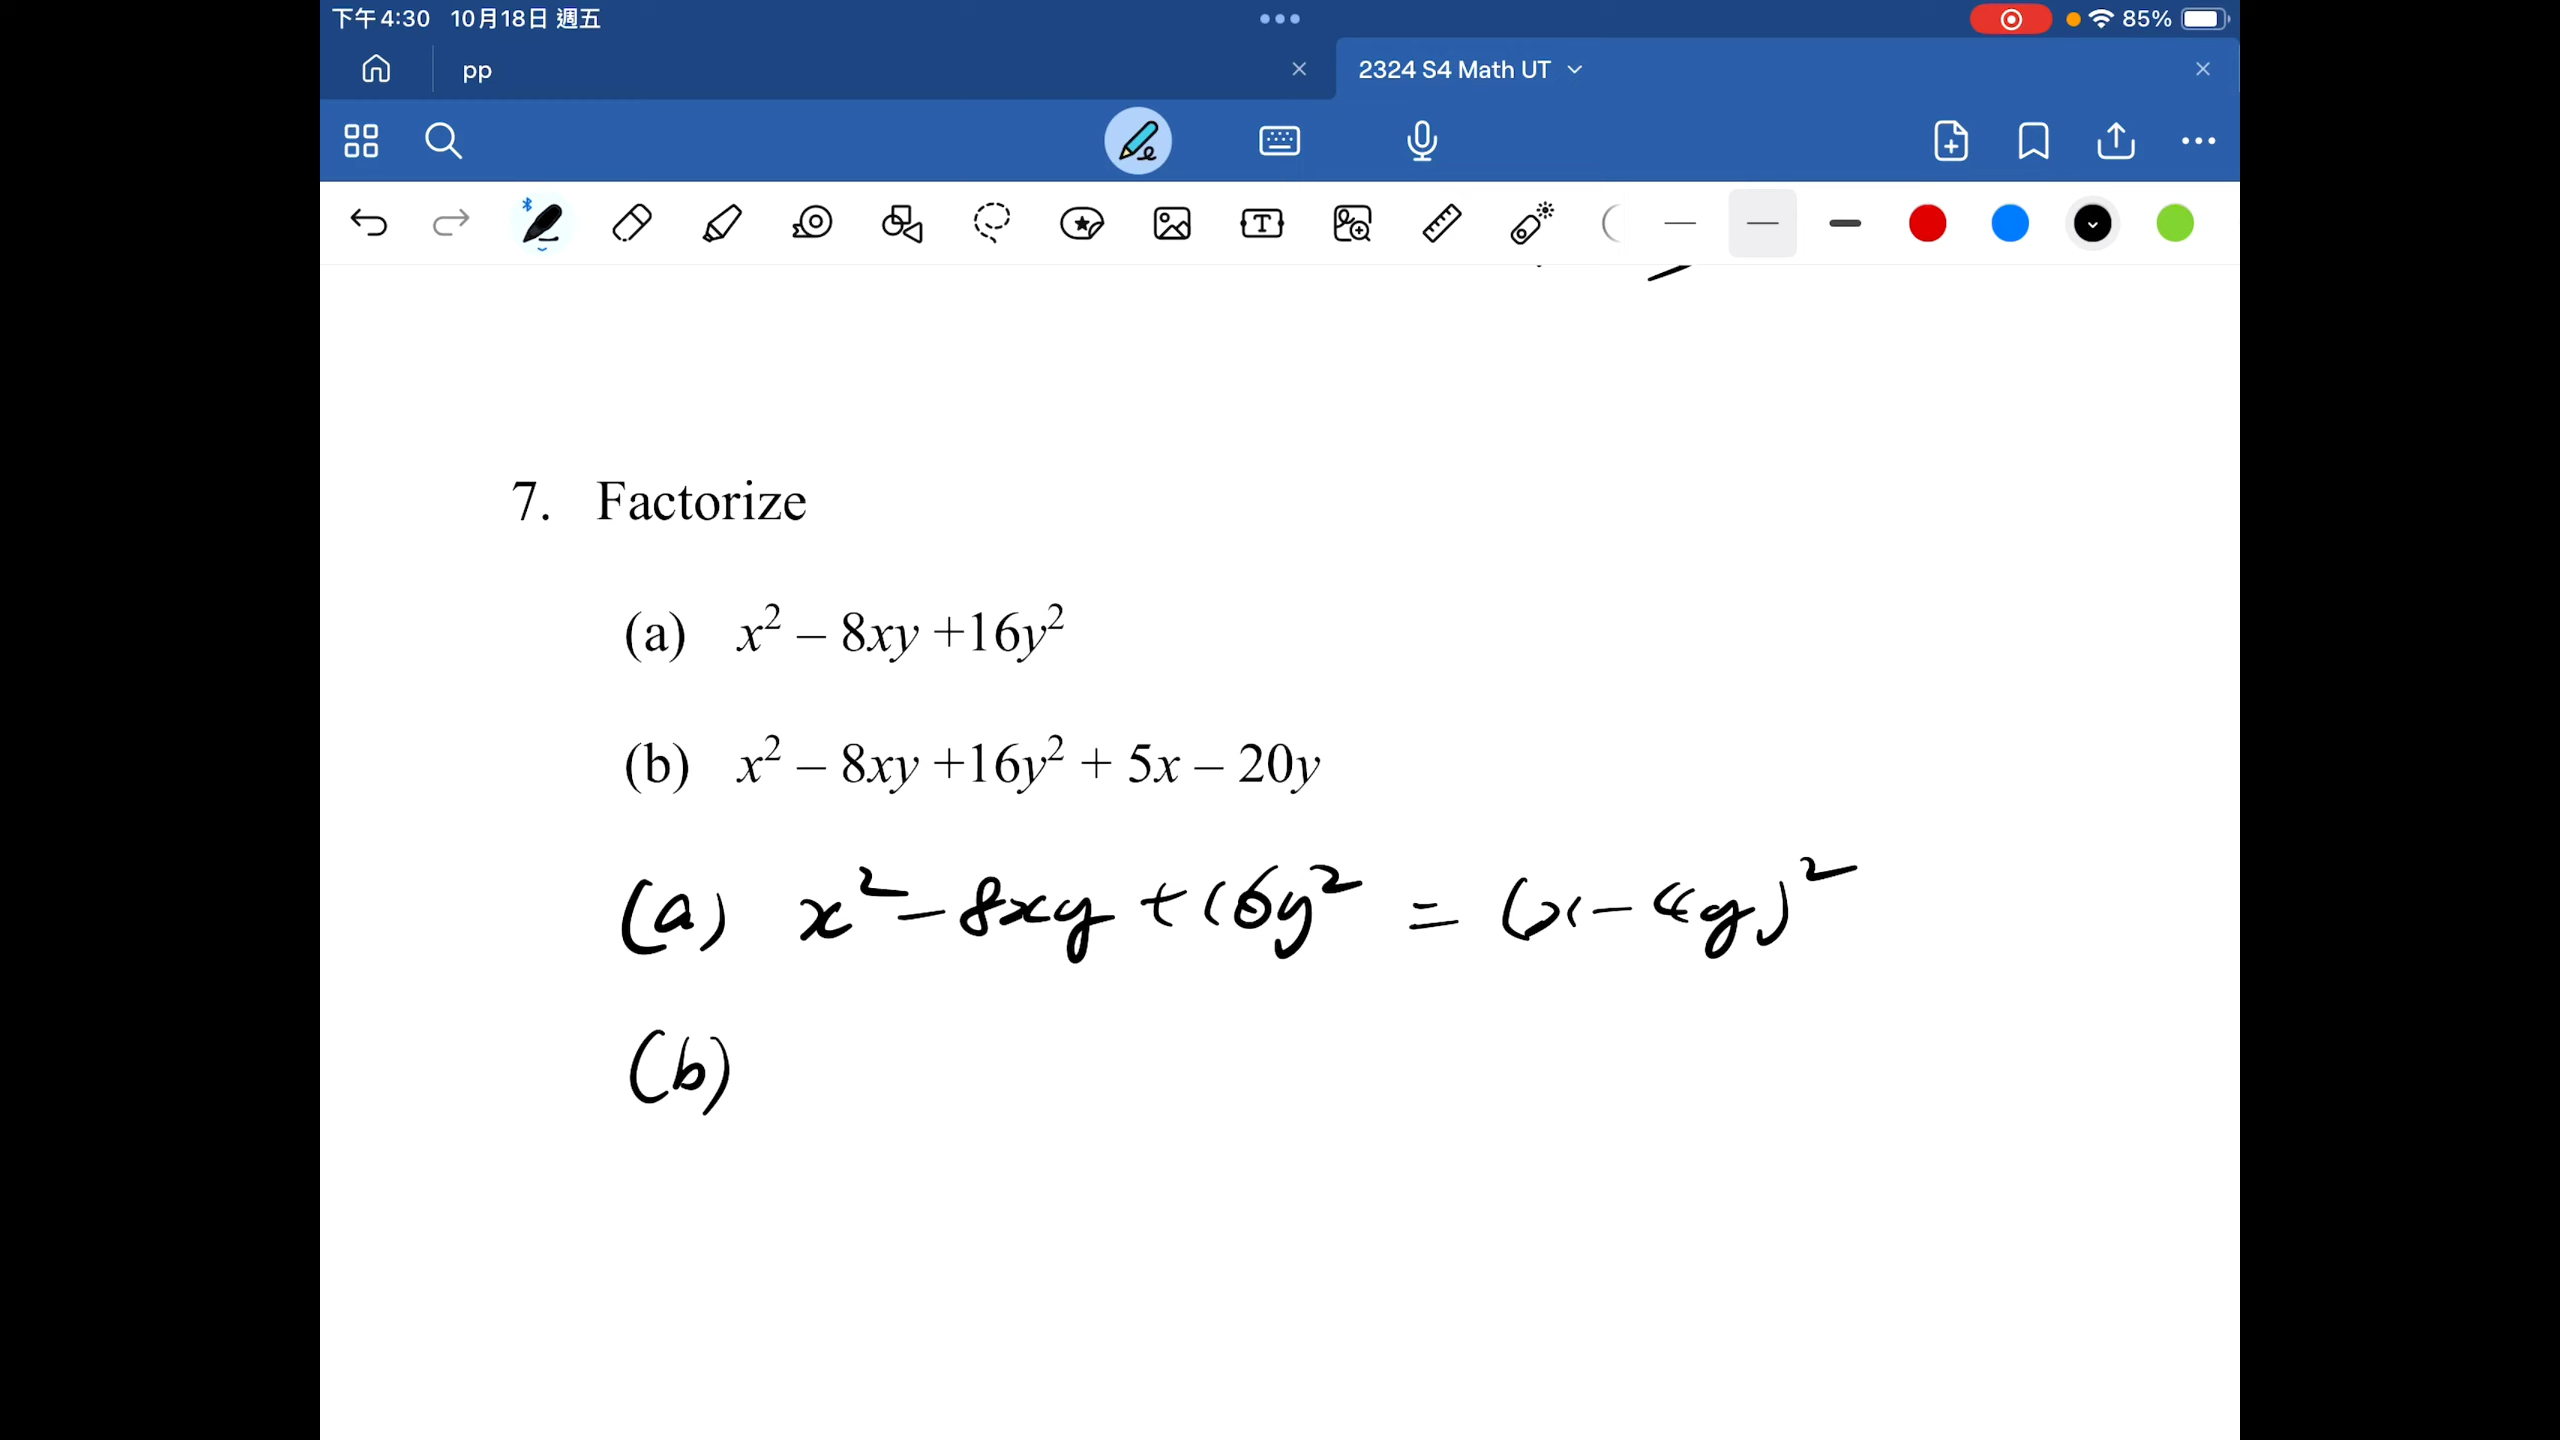 下午4:30 10月18日 週五 85%
pp 2324 S4 Math UT
7. Factorize
(a) x² – 8xy +16y²
(b) x² – 8xy +16y² + 5x – 20y
(a) x² – 8xy + 16y² = (x – 4y)²
(b)